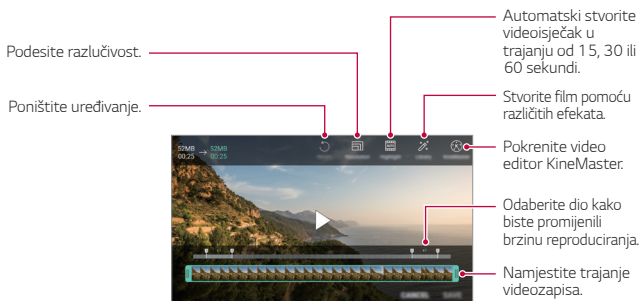 Podesite razlučivost.
Poništite uređivanje.
Automatski stvorite
videoisječak u
trajanju od 15, 30 ili
60 sekundi.
Stvorite film pomoću
različitih efekata.
Pokrenite video
editor KineMaster.
Odaberite dio kako
biste promijenili
brzinu reproduciranja.
Namjestite trajanje
videozapisa.
52MB → 52MB
00:25 00:25
CANCEL SAVE